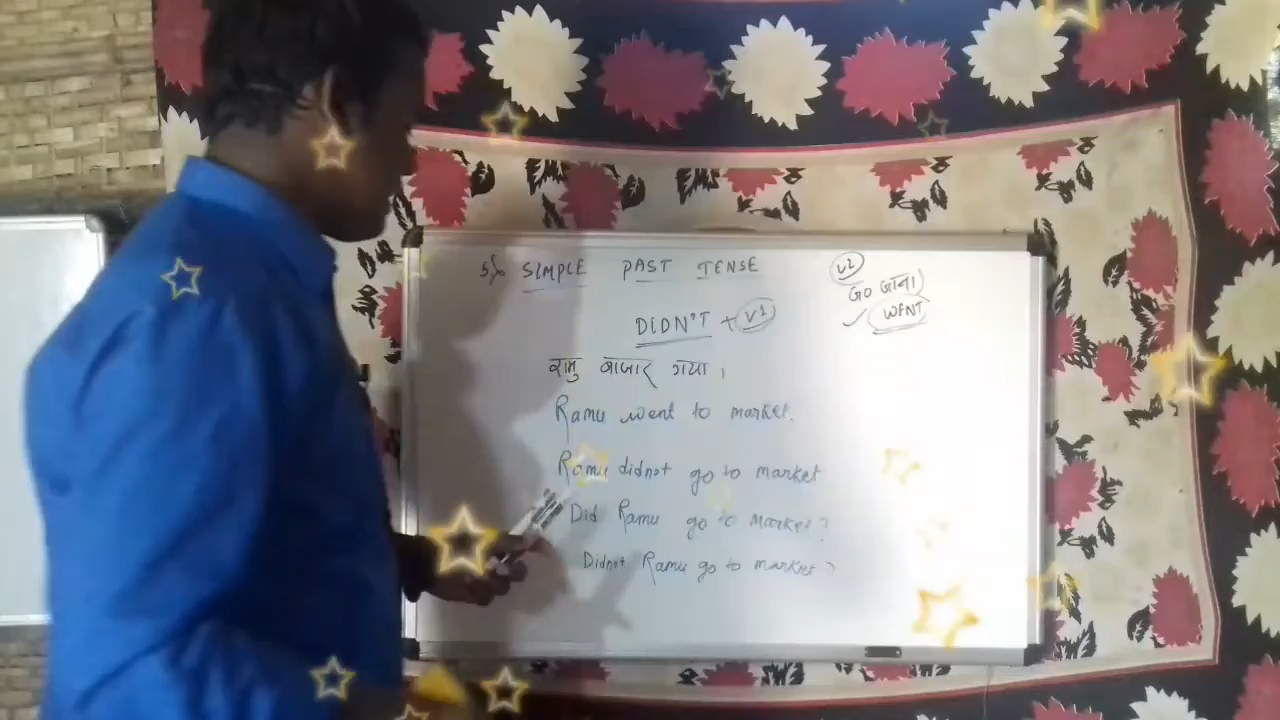 5) SIMPLE PAST TENSE
V2
GO जाना
WENT
DIDN'T + V1
रामु बाजार गया।
Ramu went to market.
Ramu didnot go to market
Did Ramu go to market?
Didnot Ramu go to market?